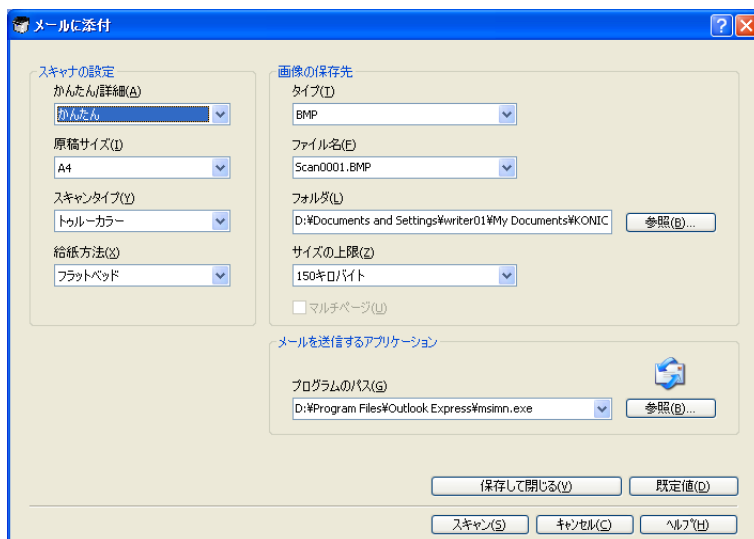 メールに添付
スキャナの設定
かんたん/詳細(A)
かんたん
原稿サイズ(I)
A4
スキャンタイプ(Y)
トゥルーカラー
給紙方法(X)
フラットベッド
画像の保存先
タイプ(T)
BMP
ファイル名(F)
Scan0001.BMP
フォルダ(L)
D:¥Documents and Settings¥writer01¥My Documents¥KONIC
参照(B)...
サイズの上限(Z)
150キロバイト
マルチページ(U)
メールを送信するアプリケーション
プログラムのパス(G)
D:¥Program Files¥Outlook Express¥msimn.exe
参照(B)...
保存して閉じる(V)
既定値(D)
スキャン(S)
キャンセル(C)
ヘルプ(H)